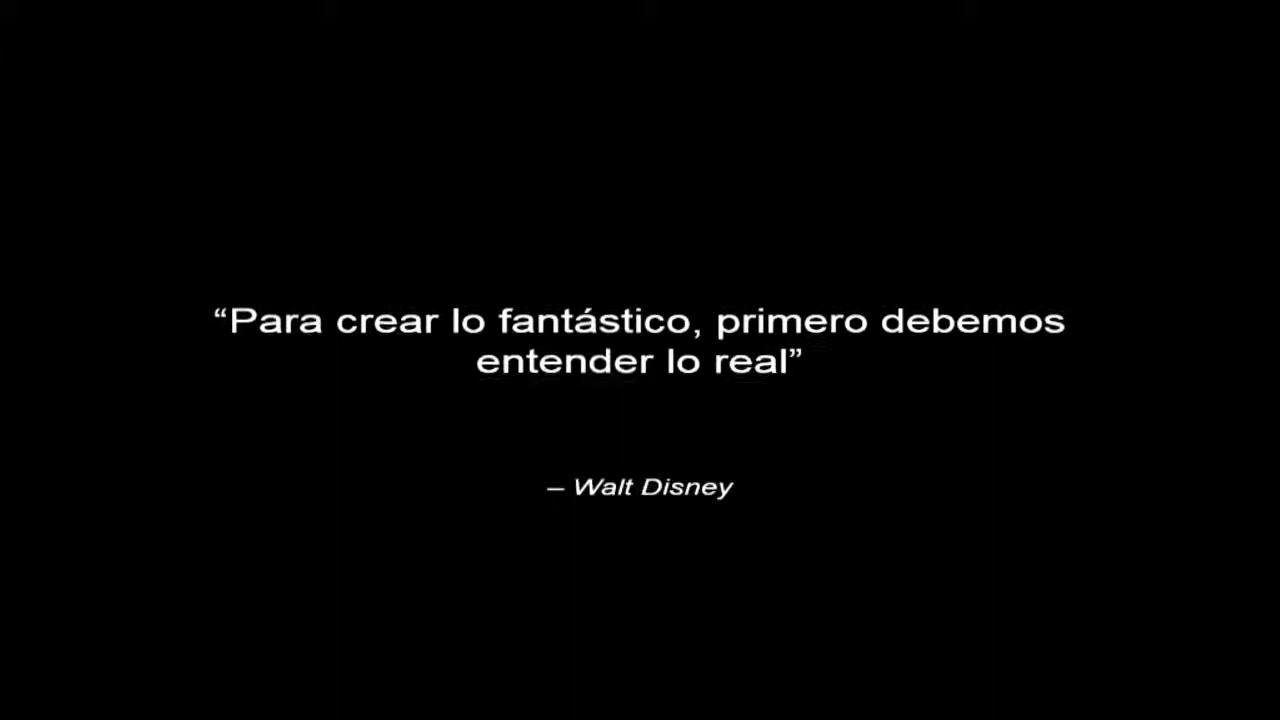 “Para crear lo fantástico, primero debemos
entender lo real”
– Walt Disney